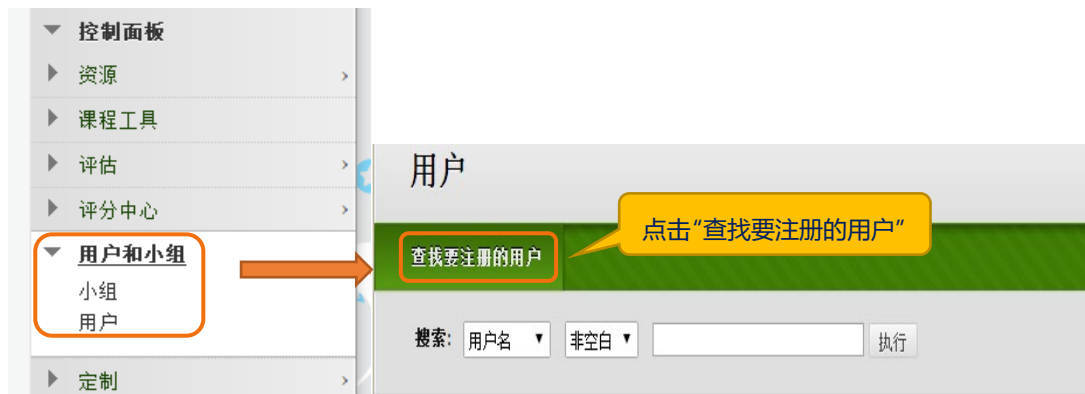 控制面板
资源
课程工具
评估
评分中心
用户和小组
小组
用户
定制
用户
点击“查找要注册的用户”
查找要注册的用户
搜索: 用户名 非空白 执行